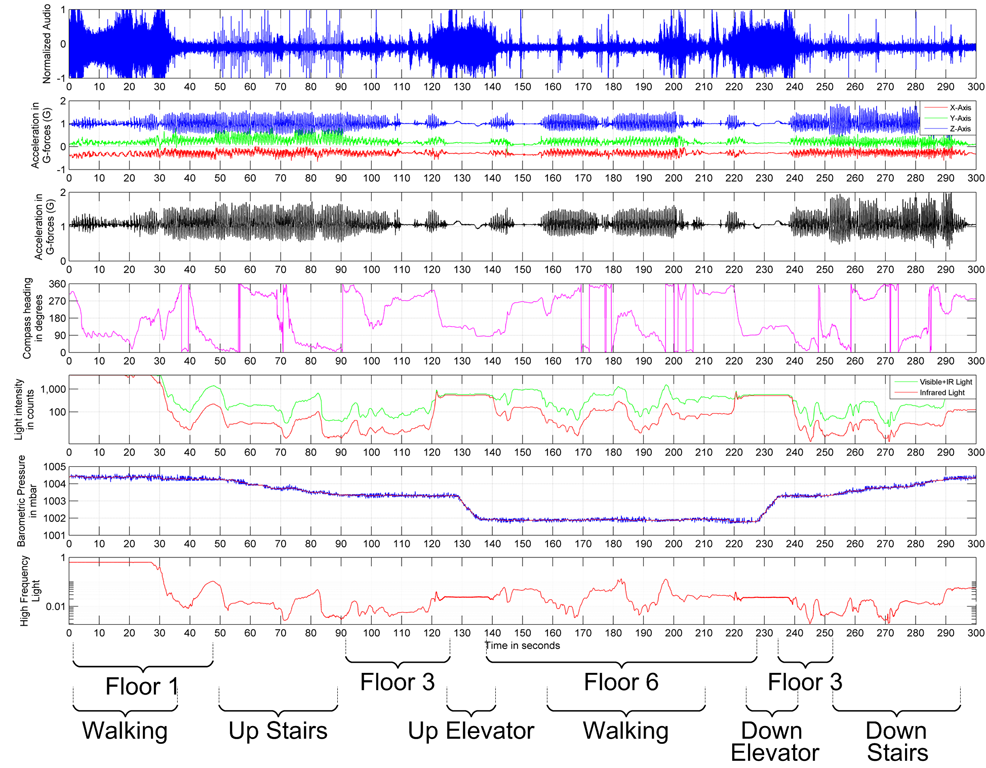 Normalized Audio
1
0
-1
0 10 20 30 40 50 60 70 80 90 100 110 120 130 140 150 160 170 180 190 200 210 220 230 240 250 260 270 280 290 300
Acceleration in
G-forces (G)
2
1
0
-1
X-Axis
Y-Axis
Z-Axis
0 10 20 30 40 50 60 70 80 90 100 110 120 130 140 150 160 170 180 190 200 210 220 230 240 250 260 270 280 290 300
Acceleration in
G-forces (G)
2
1
0
0 10 20 30 40 50 60 70 80 90 100 110 120 130 140 150 160 170 180 190 200 210 220 230 240 250 260 270 280 290 300
Compass heading
in degrees
360
270
180
90
0
0 10 20 30 40 50 60 70 80 90 100 110 120 130 140 150 160 170 180 190 200 210 220 230 240 250 260 270 280 290 300
Light intensity
in counts
1,000
100
Visible+IR Light
Infrared Light
0 10 20 30 40 50 60 70 80 90 100 110 120 130 140 150 160 170 180 190 200 210 220 230 240 250 260 270 280 290 300
Barometric Pressure
in mbar
1005
1004
1003
1002
1001
0 10 20 30 40 50 60 70 80 90 100 110 120 130 140 150 160 170 180 190 200 210 220 230 240 250 260 270 280 290 300
High Frequency
Light
1
0.01
0 10 20 30 40 50 60 70 80 90 100 110 120 130 140 150 160 170 180 190 200 210 220 230 240 250 260 270 280 290 300
Time in seconds
Floor 1
Floor 3
Floor 6
Floor 3
Walking
Up Stairs
Up Elevator
Walking
Down
Elevator
Down
Stairs